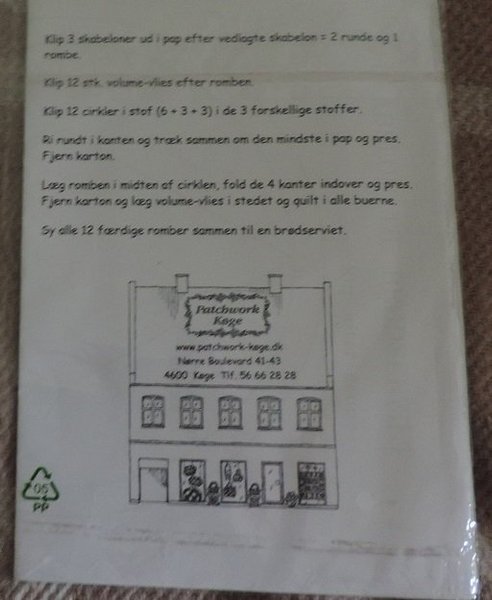 Klip 3 skabeloner ud i pap efter vedlagte skabelon = 2 runde og 1
rombe.
Klip 12 stk. volume-vlies efter romben.
Klip 12 cirkler i stof (6 + 3 + 3) i de 3 forskellige stoffer.
Ri rundt i kanten og træk sammen om den mindste i pap og pres.
Fjern karton.
Læg romben i midten af cirklen, fold de 4 kanter indover og pres.
Fjern karton og læg volume-vlies i stedet og quilt i alle buerne.
Sy alle 12 færdige romber sammen til en brødserviet.
Patchwork
Køge
www.patchwork-køge.dk
Nørre Boulevard 41-43
4600 Køge Tlf. 56 66 28 28
05
PP